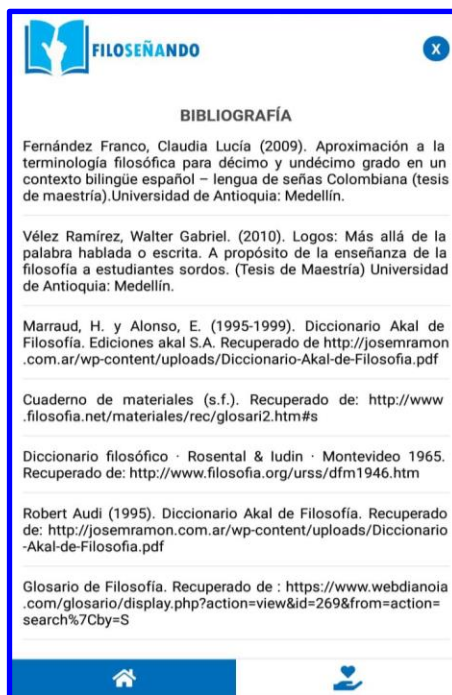 FILOSEÑANDO
X
BIBLIOGRAFÍA
Fernández Franco, Claudia Lucía (2009). Aproximación a la
terminología filosófica para décimo y undécimo grado en un
contexto bilingüe español – lengua de señas Colombiana (tesis
de maestría).Universidad de Antioquia: Medellín.
Vélez Ramírez, Walter Gabriel. (2010). Logos: Más allá de la
palabra hablada o escrita. A propósito de la enseñanza de la
filosofía a estudiantes sordos. (Tesis de Maestría) Universidad
de Antioquia: Medellín.
Marraud, H. y Alonso, E. (1995-1999). Diccionario Akal de
Filosofía. Ediciones akal S.A. Recuperado de http://josemramon
.com.ar/wp-content/uploads/Diccionario-Akal-de-Filosofia.pdf
Cuaderno de materiales (s.f.). Recuperado de: http://www
.filosofia.net/materiales/rec/glosari2.htm#s
Diccionario filosófico · Rosental & Iudin · Montevideo 1965.
Recuperado de: http://www.filosofia.org/urss/dfm1946.htm
Robert Audi (1995). Diccionario Akal de Filosofía. Recuperado
de: http://josemramon.com.ar/wp-content/uploads/Diccionario
-Akal-de-Filosofia.pdf
Glosario de Filosofía. Recuperado de : https://www.webdianoia
.com/glosario/display.php?action=view&id=269&from=action=
search%7Cby=S